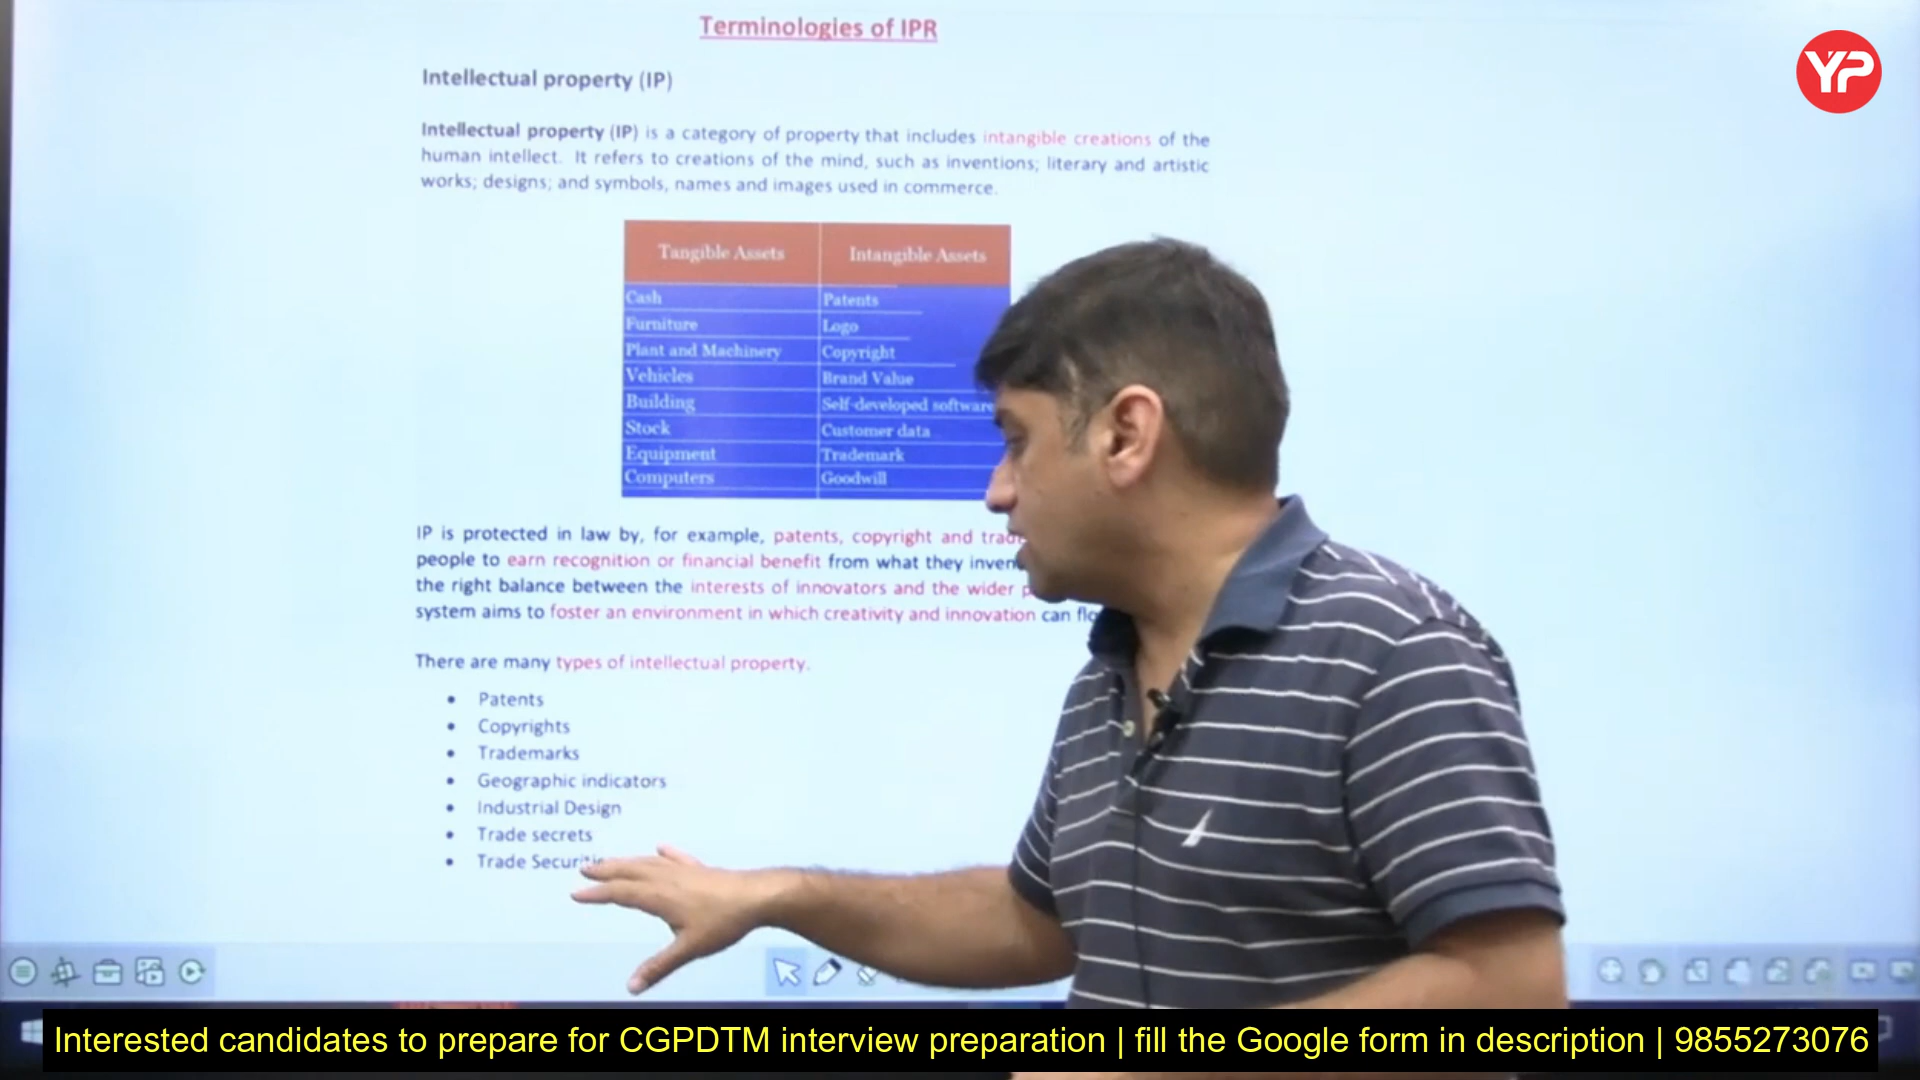 Terminologies of IPR
YP
Intellectual property (IP)
Intellectual property (IP) is a category of property that includes intangible creations of the
human intellect. It refers to creations of the mind, such as inventions; literary and artistic
works; designs; and symbols, names and images used in commerce.
Tangible Assets Intangible Assets
Cash Patents
Furniture Logo
Plant and Machinery Copyright
Vehicles Brand Value
Building Self-developed software
Stock Customer data
Equipment Trademark
Computers Goodwill
IP is protected in law by, for example, patents, copyright and
people to earn recognition or financial benefit from what they
the right balance between the interests of innovators and the wider
system aims to foster an environment in which creativity and innovation can
There are many types of intellectual property.
• Patents
• Copyrights
• Trademarks
• Geographic indicators
• Industrial Design
• Trade secrets
• Trade
Interested candidates to prepare for CGPDTM interview preparation | fill the Google form in description | 9855273076